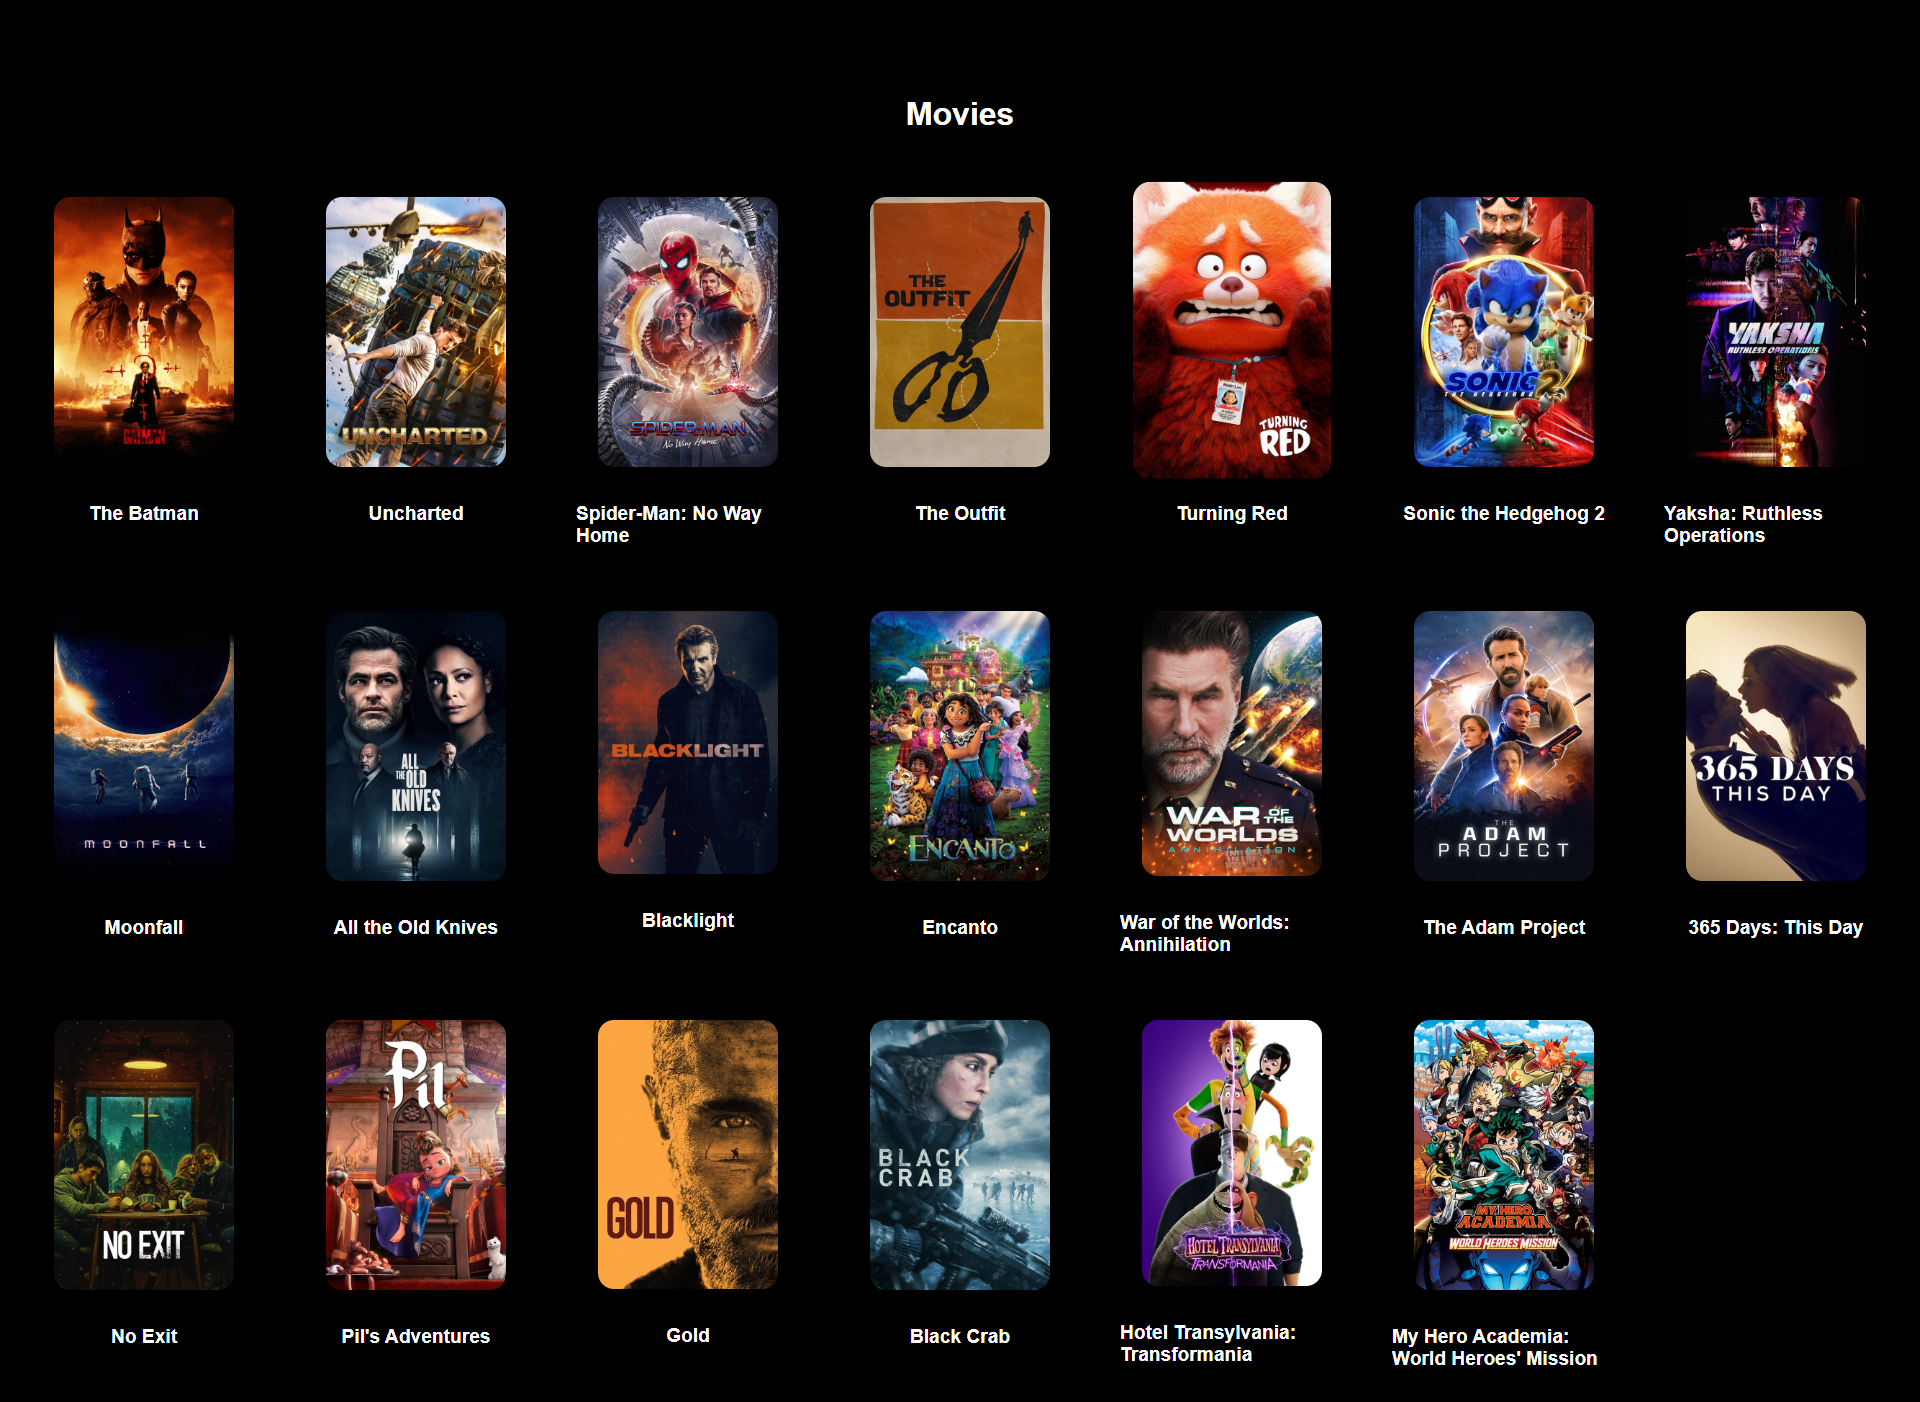 Movies
THE BATMAN
UNCHARTED
SPIDER-MAN
No Way Home
THE
OUTFIT
TURNING
RED
SONIC 2
THE HEDGEHOG
YAKSHA
RUTHLESS OPERATIONS
The Batman
Uncharted
Spider-Man: No Way
Home
The Outfit
Turning Red
Sonic the Hedgehog 2
Yaksha: Ruthless
Operations
MOONFALL
ALL
THE OLD
KNIVES
BLACKLIGHT
ENCANTO
WAR OF THE
WORLDS
ANNIHILATION
THE
ADAM
PROJECT
365 DAYS
THIS DAY
Moonfall
All the Old Knives
Blacklight
Encanto
War of the Worlds:
Annihilation
The Adam Project
365 Days: This Day
NO EXIT
Pil
GOLD
BLACK
CRAB
HOTEL TRANSYLVANIA
TRANSFORMANIA
MY HERO
ACADEMIA
WORLD HEROES MISSION
No Exit
Pil's Adventures
Gold
Black Crab
Hotel Transylvania:
Transformania
My Hero Academia:
World Heroes' Mission